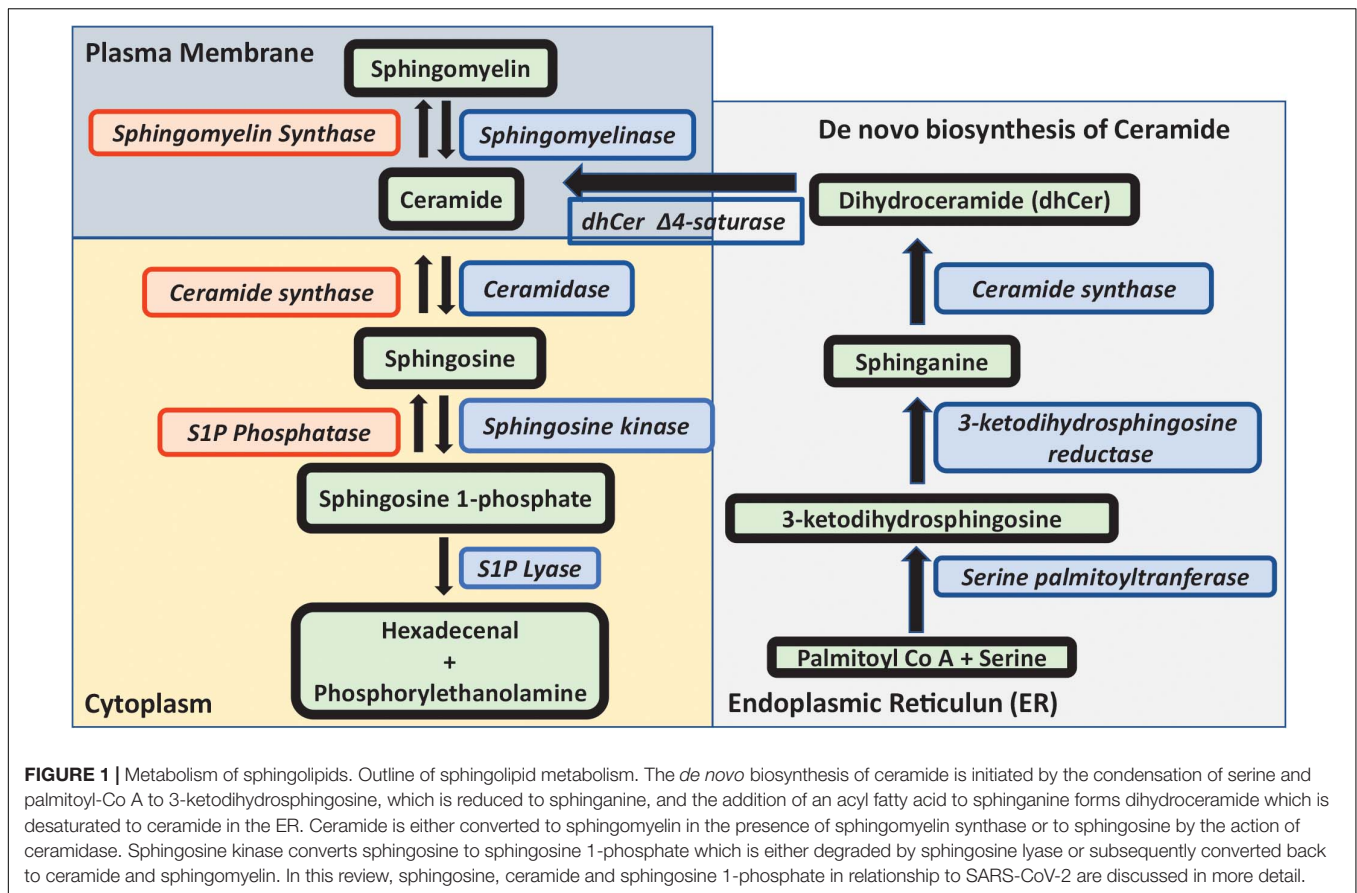 Plasma Membrane
Sphingomyelin
Sphingomyelin Synthase
Sphingomyelinase
Ceramide
dhCer Δ4-saturase
De novo biosynthesis of Ceramide
Dihydroceramide (dhCer)
Ceramide synthase
Ceramidase
Sphingosine
S1P Phosphatase
Sphingosine kinase
Sphingosine 1-phosphate
S1P Lyase
Hexadecenal
+
Phosphorylethanolamine
Cytoplasm
Ceramide synthase
Sphinganine
3-ketodihydrosphingosine
reductase
3-ketodihydrosphingosine
Serine palmitoyltranferase
Palmitoyl Co A + Serine
Endoplasmic Reticulun (ER)
FIGURE 1 | Metabolism of sphingolipids. Outline of sphingolipid metabolism. The de novo biosynthesis of ceramide is initiated by the condensation of serine and
palmitoyl-Co A to 3-ketodihydrosphingosine, which is reduced to sphinganine, and the addition of an acyl fatty acid to sphinganine forms dihydroceramide which is
desaturated to ceramide in the ER. Ceramide is either converted to sphingomyelin in the presence of sphingomyelin synthase or to sphingosine by the action of
ceramidase. Sphingosine kinase converts sphingosine to sphingosine 1-phosphate which is either degraded by sphingosine lyase or subsequently converted back
to ceramide and sphingomyelin. In this review, sphingosine, ceramide and sphingosine 1-phosphate in relationship to SARS-CoV-2 are discussed in more detail.